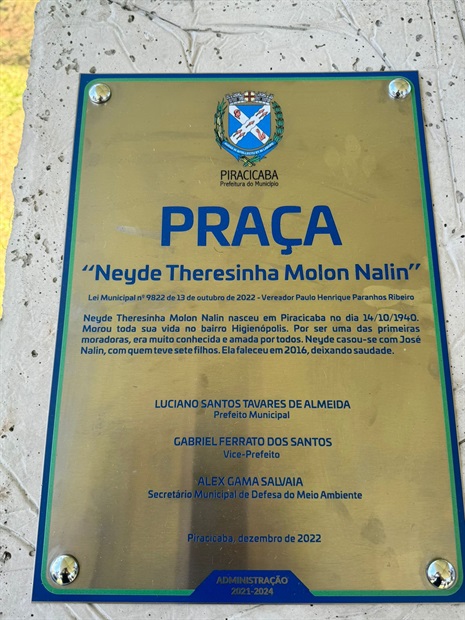 PIRACICABA
Prefeitura do Município
PRAÇA
“Neyde Theresinha Molon Nalin”
Lei Municipal nº 9822 de 13 de outubro de 2022 - Vereador Paulo Henrique Paranhos Ribeiro
Neyde Theresinha Molon Nalin nasceu em Piracicaba no dia 14/10/1940.
Morou toda sua vida no bairro Higienópolis. Por ser uma das primeiras
moradoras, era muito conhecida e amada por todos. Neyde casou-se com José
Nalin, com quem teve sete filhos. Ela faleceu em 2016, deixando saudade.
LUCIANO SANTOS TAVARES DE ALMEIDA
Prefeito Municipal
GABRIEL FERRATO DOS SANTOS
Vice-Prefeito
ALEX GAMA SALVAIA
Secretário Municipal de Defesa do Meio Ambiente
Piracicaba, dezembro de 2022
ADMINISTRAÇÃO
2021-2024